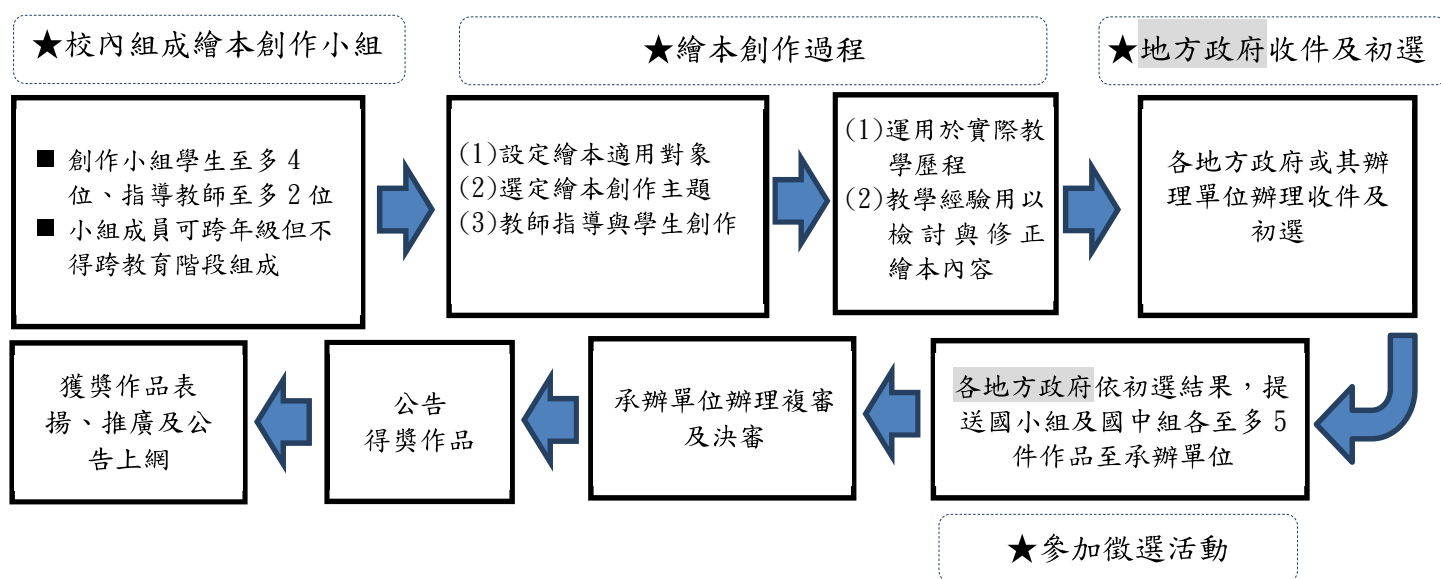 ★校內組成繪本創作小組
★繪本創作過程
★地方政府收件及初選
■ 創作小組學生至多 4
位、指導教師至多 2 位
■ 小組成員可跨年級但不
得跨教育階段組成
(1)設定繪本適用對象
(2)選定繪本創作主題
(3)教師指導與學生創作
(1)運用於實際教
學歷程
(2)教學經驗用以
檢討與修正
繪本內容
各地方政府或其辦
理單位辦理收件及
初選
各地方政府依初選結果，提
送國小組及國中組各至多 5
件作品至承辦單位
承辦單位辦理複審
及決審
公告
得獎作品
獲獎作品表
揚、推廣及公
告上網
★參加徵選活動